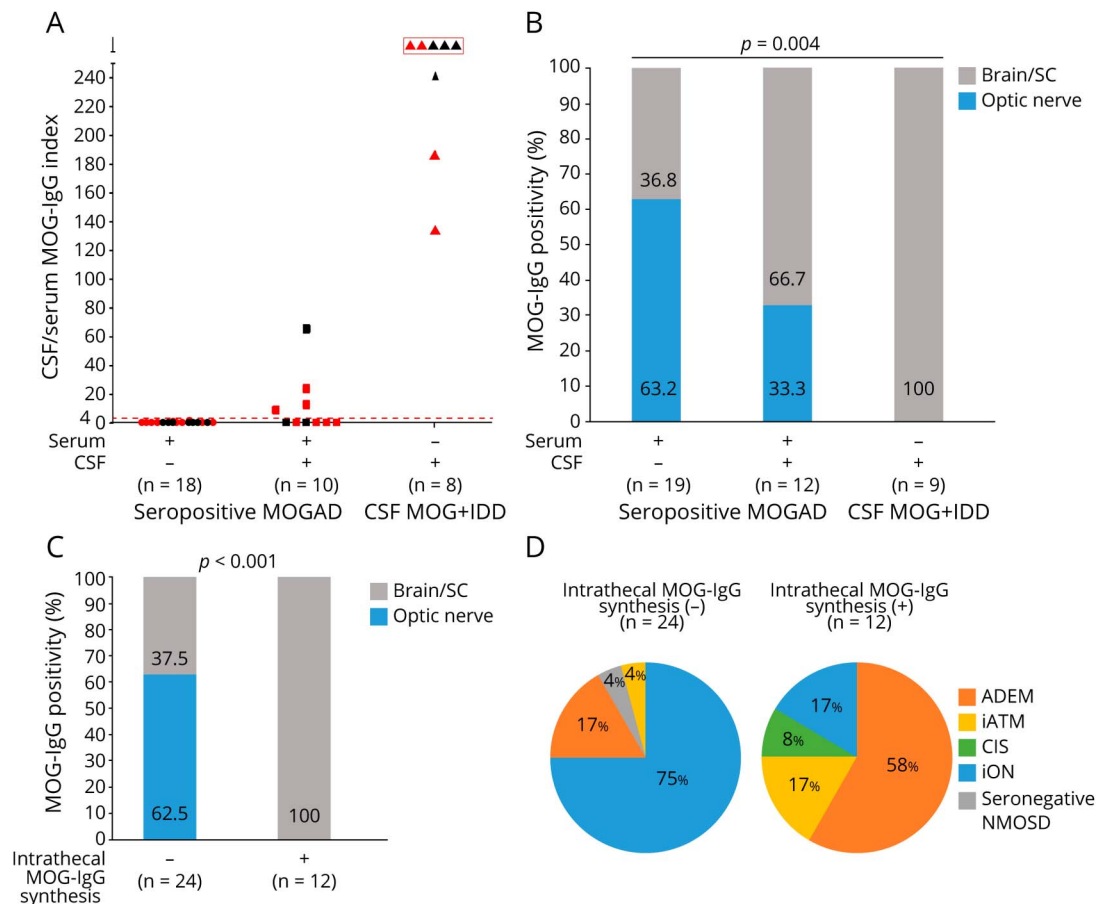 A
CSF/serum MOG-IgG index
240
220
200
180
160
140
120
100
80
60
40
20
4
0
Serum + + –
CSF – + +
(n = 18) (n = 10) (n = 8)
Seropositive MOGAD CSF MOG+IDD
B
p = 0.004
Brain/SC
Optic nerve
MOG-IgG positivity (%)
100
90
80
70
60
50
40
30
20
10
0
36.8
63.2
66.7
33.3
100
Serum + + –
CSF – + +
(n = 19) (n = 12) (n = 9)
Seropositive MOGAD CSF MOG+IDD
C
p < 0.001
Brain/SC
Optic nerve
MOG-IgG positivity (%)
100
90
80
70
60
50
40
30
20
10
0
37.5
62.5
100
Intrathecal – +
MOG-IgG (n = 24) (n = 12)
synthesis
D
Intrathecal MOG-IgG
synthesis (–)
(n = 24)
4%
4%
17%
75%
Intrathecal MOG-IgG
synthesis (+)
(n = 12)
17%
8%
17%
58%
ADEM
iATM
CIS
iON
Seronegative
NMOSD